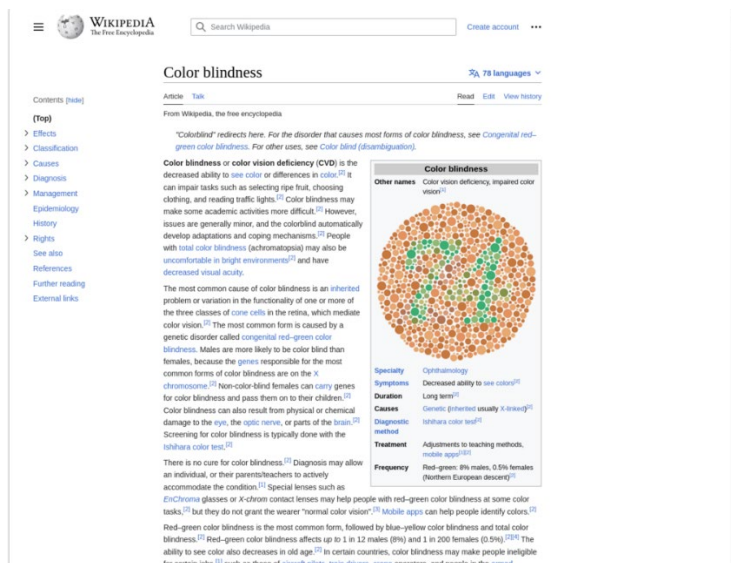 WIKIPEDIA
The Free Encyclopedia
Search Wikipedia
Create account
Color blindness
78 languages
Contents [hide]
(Top)
Effects
Classification
Causes
Diagnosis
Management
Epidemiology
History
Rights
See also
References
Further reading
External links
Article Talk
Read Edit View history
From Wikipedia, the free encyclopedia
"Colorblind" redirects here. For the disorder that causes most forms of color blindness, see Congenital red–
green color blindness. For other uses, see Color blind (disambiguation).
Color blindness or color vision deficiency (CVD) is the
decreased ability to see color or differences in color.[2] It
can impair tasks such as selecting ripe fruit, choosing
clothing, and reading traffic lights.[2] Color blindness may
make some academic activities more difficult.[2] However,
issues are generally minor, and the colorblind automatically
develop adaptations and coping mechanisms.[2] People
with total color blindness (achromatopsia) may also be
uncomfortable in bright environments[2] and have
decreased visual acuity.
The most common cause of color blindness is an inherited
problem or variation in the functionality of one or more of
the three classes of cone cells in the retina, which mediate
color vision.[2] The most common form is caused by a
genetic disorder called congenital red–green color
blindness. Males are more likely to be color blind than
females, because the genes responsible for the most
common forms of color blindness are on the X
chromosome.[2] Non-color-blind females can carry genes
for color blindness and pass them on to their children.[2]
Color blindness can also result from physical or chemical
damage to the eye, the optic nerve, or parts of the brain.[2]
Screening for color blindness is typically done with the
Ishihara color test.[2]
There is no cure for color blindness.[2] Diagnosis may allow
an individual, or their parents/teachers to actively
accommodate the condition.[1] Special lenses such as
EnChroma glasses or X-chrom contact lenses may help people with red–green color blindness at some color
tasks,[2] but they do not grant the wearer "normal color vision".[3] Mobile apps can help people identify colors.[2]
Red–green color blindness is the most common form, followed by blue–yellow color blindness and total color
blindness.[2] Red–green color blindness affects up to 1 in 12 males (8%) and 1 in 200 females (0.5%).[2][4] The
ability to see color also decreases in old age.[2] In certain countries, color blindness may make people ineligible
Color blindness
Other names Color vision deficiency, impaired color
vision[1]
74
Specialty Ophthalmology
Symptoms Decreased ability to see colors[2]
Duration Long term[2]
Causes Genetic (inherited usually X-linked)[2]
Diagnostic Ishihara color test[2]
method
Treatment Adjustments to teaching methods,
mobile apps[1][2]
Frequency Red–green: 8% males, 0.5% females
(Northern European descent)[2]